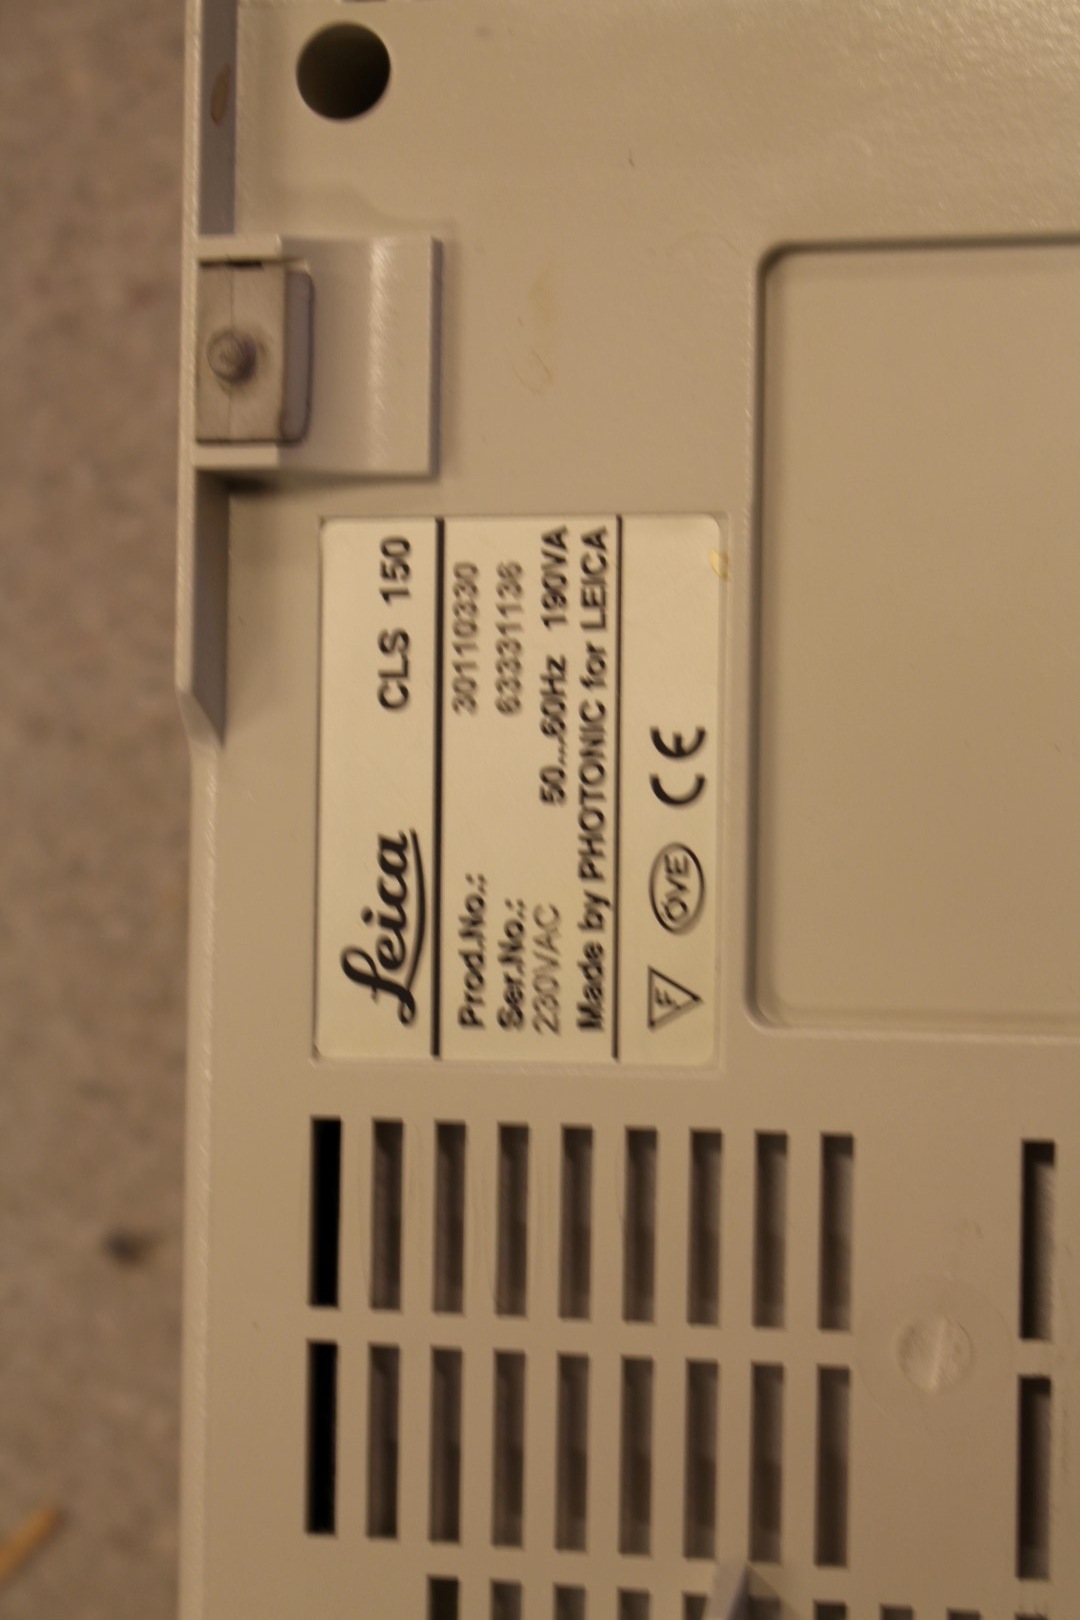 Leica CLS 150
Prod.No.: 30110330
Ser.No.: 63331136
230VAC 50...60Hz 190VA
Made by PHOTONIC for LEICA
F ÖVE CE